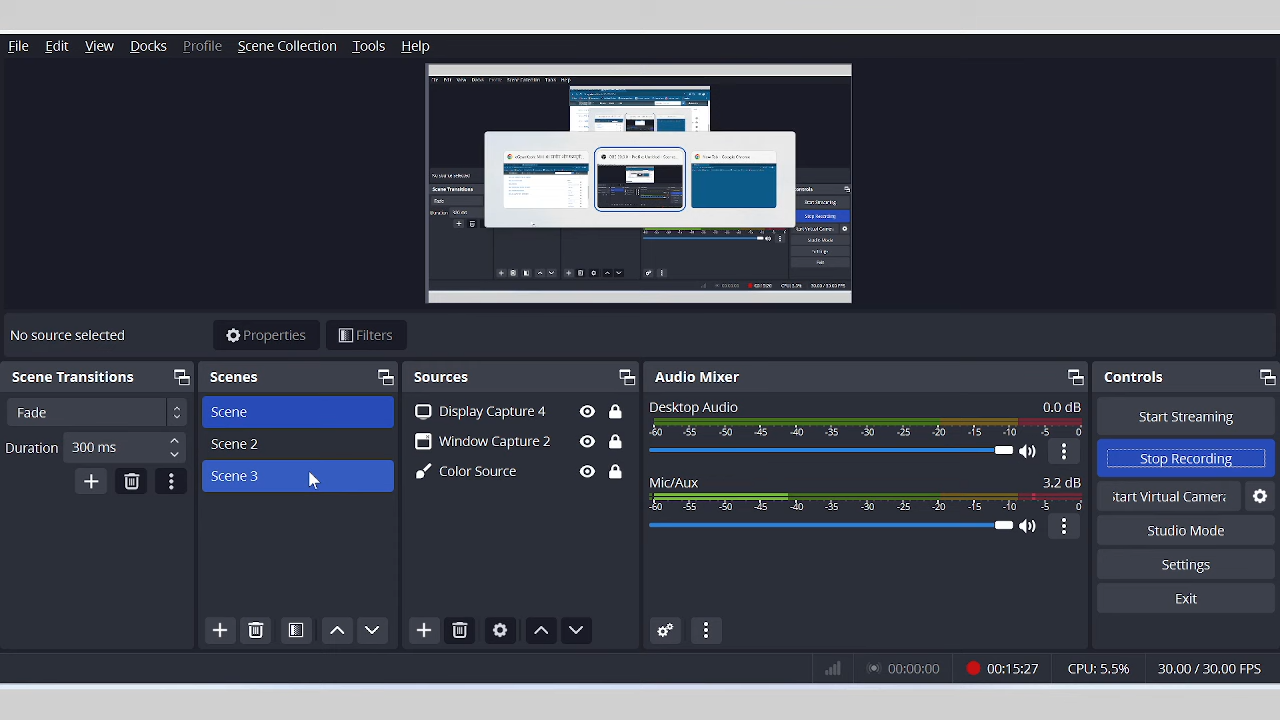 File Edit View Docks Profile Scene Collection Tools Help
No source selected Properties Filters
Scene Transitions Scenes Sources Audio Mixer Controls
Fade
Duration 300 ms
Scene
Scene 2
Scene 3
Display Capture 4
Window Capture 2
Color Source
Desktop Audio 0.0 dB
-60 -55 -50 -45 -40 -35 -30 -25 -20 -15 -10 -5 0
Mic/Aux 3.2 dB
-60 -55 -50 -45 -40 -35 -30 -25 -20 -15 -10 -5 0
Start Streaming
Stop Recording
tart Virtual Camer
Studio Mode
Settings
Exit
00:00:00 00:15:27 CPU: 5.5% 30.00 / 30.00 FPS